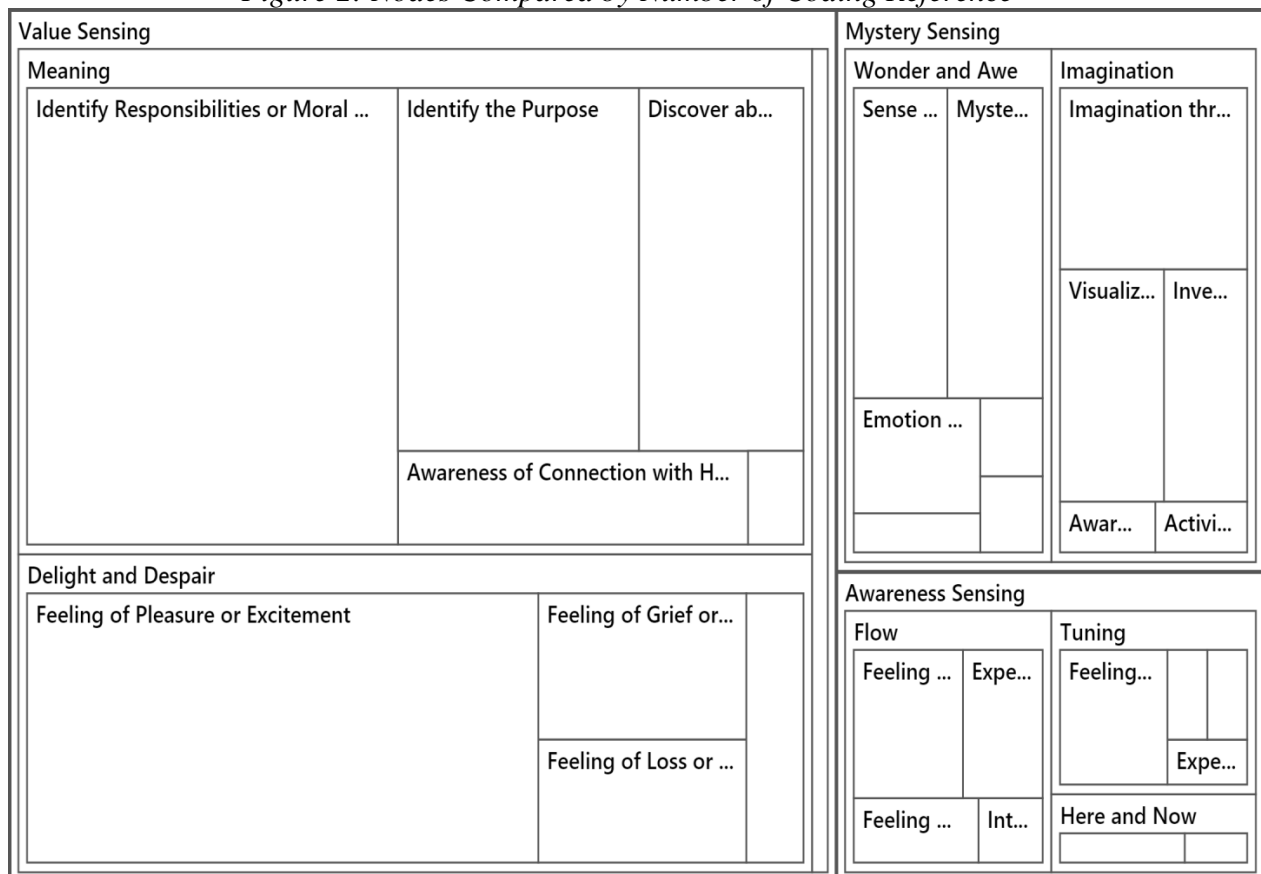 Figure 2: Nodes Compared by Number of Coding Reference
Value Sensing
Meaning
Identify Responsibilities or Moral ...
Identify the Purpose
Discover ab...
Awareness of Connection with H...
Delight and Despair
Feeling of Pleasure or Excitement
Feeling of Grief or...
Feeling of Loss or ...
Mystery Sensing
Wonder and Awe
Sense ...
Myste...
Emotion ...
Imagination
Imagination thr...
Visualiz...
Inve...
Awar...
Activi...
Awareness Sensing
Flow
Feeling ...
Expe...
Feeling ...
Int...
Tuning
Feeling...
Expe...
Here and Now